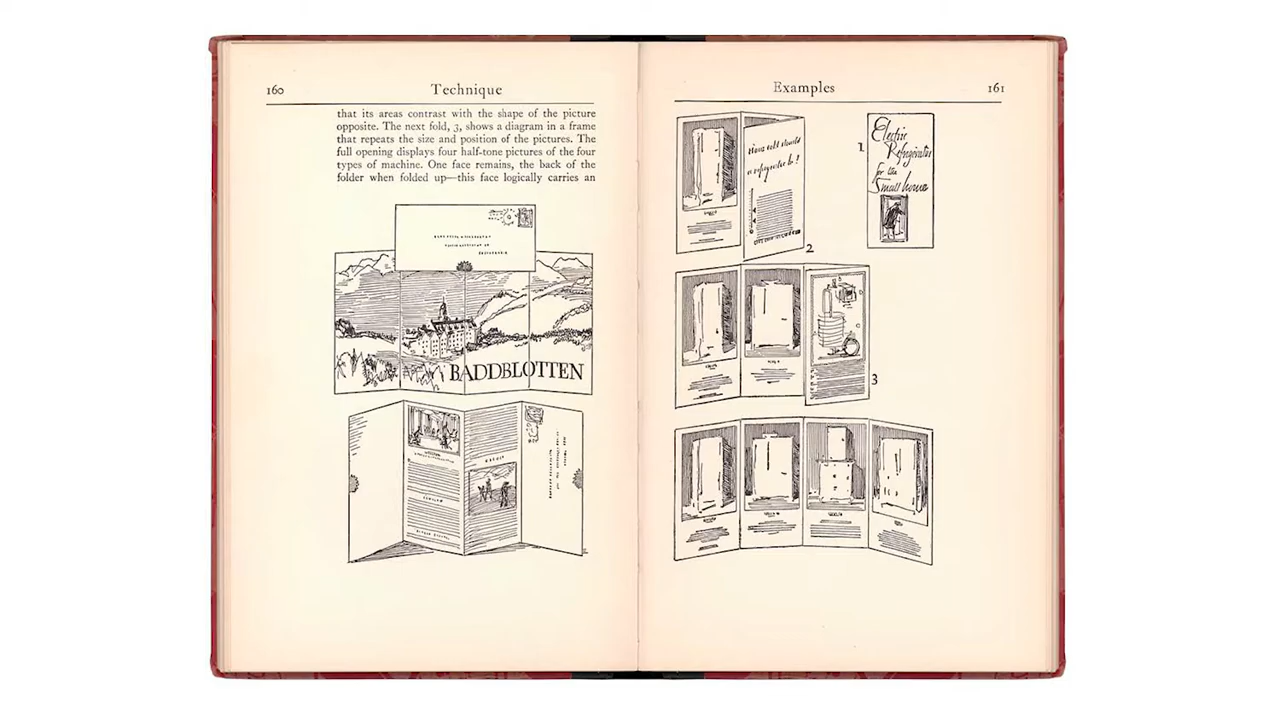 160
Technique
that its areas contrast with the shape of the picture
opposite. The next fold, 3, shows a diagram in a frame
that repeats the size and position of the pictures. The
full opening displays four half-tone pictures of the four
types of machine. One face remains, the back of the
folder when folded up—this face logically carries an
BADDBLOTTEN
Examples
161
1
Electric
Refrigerator
for the
Small home
2
3